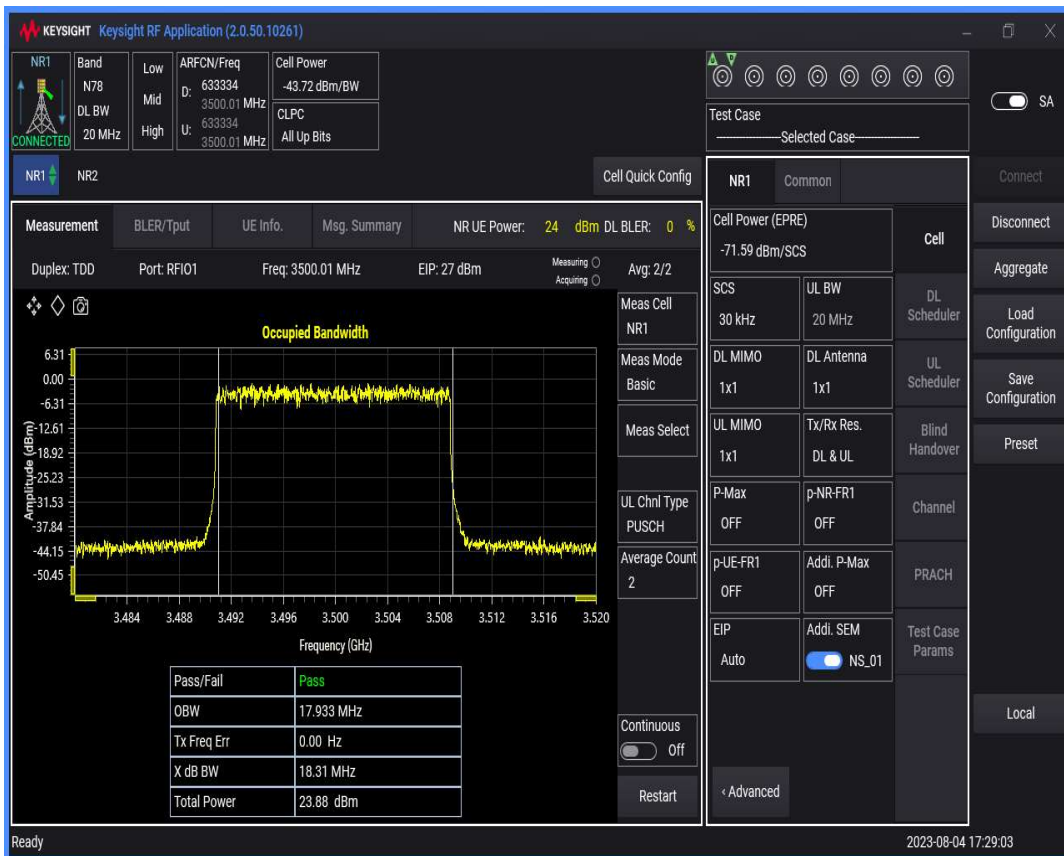 KEYSIGHT Keysight RF Application (2.0.50.10261)
NR1
CONNECTED
Band
N78
DL BW
20 MHz
Low
Mid
High
ARFCN/Freq
D: 633334
3500.01 MHz
U: 633334
3500.01 MHz
Cell Power
-43.72 dBm/BW
CLPC
All Up Bits
Test Case
Selected Case
SA
NR1 NR2 Cell Quick Config
Measurement BLER/Tput UE Info. Msg. Summary NR UE Power: 24 dBm DL BLER: 0 %
Duplex: TDD Port: RFIO1 Freq: 3500.01 MHz EIP: 27 dBm Measuring Avg: 2/2
Acquiring
Occupied Bandwidth
Amplitude (dBm)
6.31
0.00
-6.31
-12.61
-18.92
-25.23
-31.53
-37.84
-44.15
-50.45
3.484 3.488 3.492 3.496 3.500 3.504 3.508 3.512 3.516 3.520
Frequency (GHz)
Pass/Fail Pass
OBW 17.933 MHz
Tx Freq Err 0.00 Hz
X dB BW 18.31 MHz
Total Power 23.88 dBm
Meas Cell
NR1
Meas Mode
Basic
Meas Select
UL Chnl Type
PUSCH
Average Count
2
Continuous
Off
Restart
NR1 Common
Cell Power (EPRE)
-71.59 dBm/SCS
SCS
30 kHz
UL BW
20 MHz
DL MIMO
1x1
DL Antenna
1x1
UL MIMO
1x1
Tx/Rx Res.
DL & UL
P-Max
OFF
p-NR-FR1
OFF
p-UE-FR1
OFF
Addi. P-Max
OFF
EIP
Auto
Addi. SEM
NS_01
‹ Advanced
Cell
DL
Scheduler
UL
Scheduler
Blind
Handover
Channel
PRACH
Test Case
Params
Connect
Disconnect
Aggregate
Load
Configuration
Save
Configuration
Preset
Local
Ready
2023-08-04 17:29:03